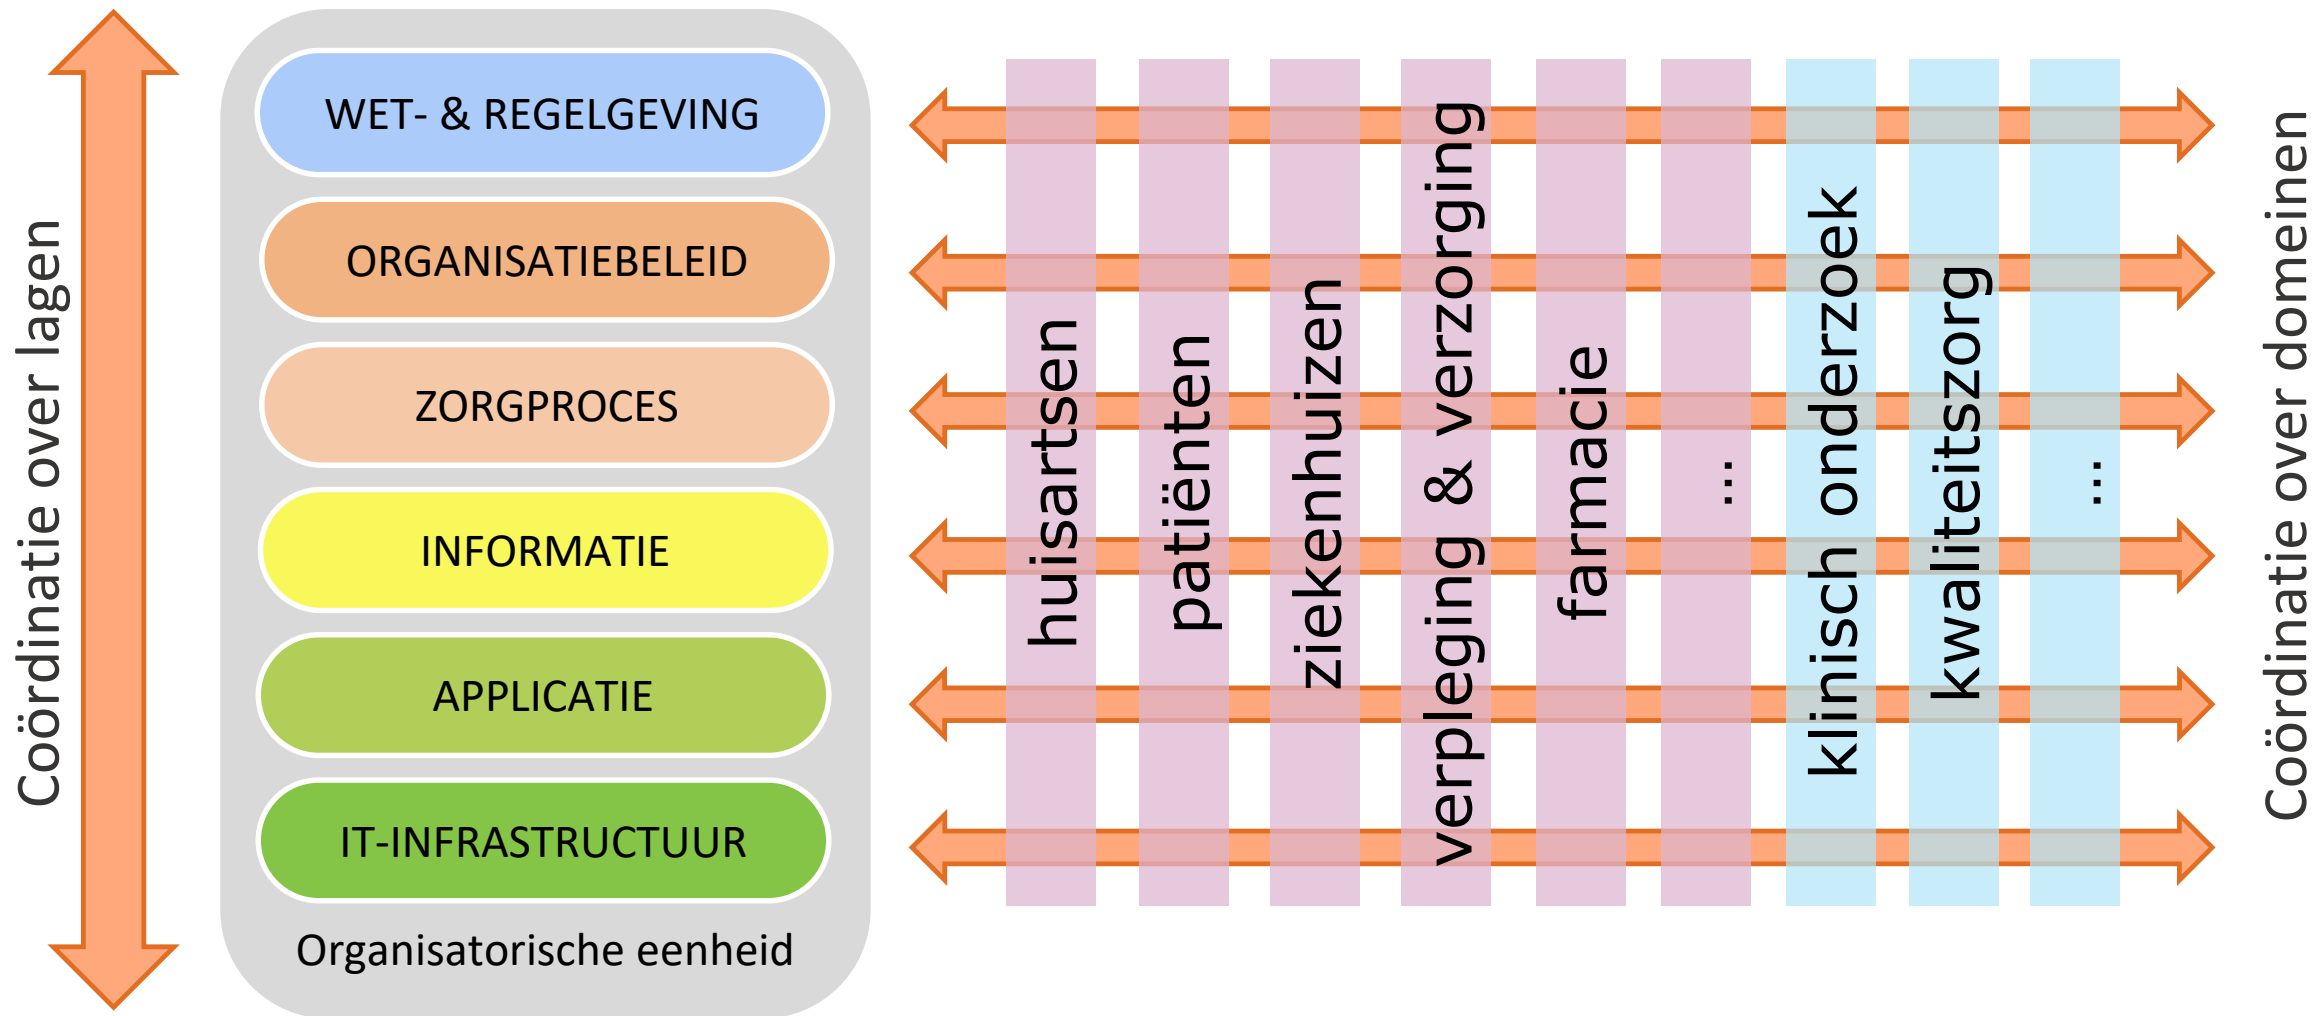 Coördinatie over lagen
WET- & REGELGEVING
ORGANISATIEBELEID
ZORGPROCES
INFORMATIE
APPLICATIE
IT-INFRASTRUCTUUR
Organisatorische eenheid
huisartsen
patiënten
ziekenhuizen
verpleging & verzorging
farmacie
...
klinisch onderzoek
kwaliteitszorg
...
Coördinatie over domeinen